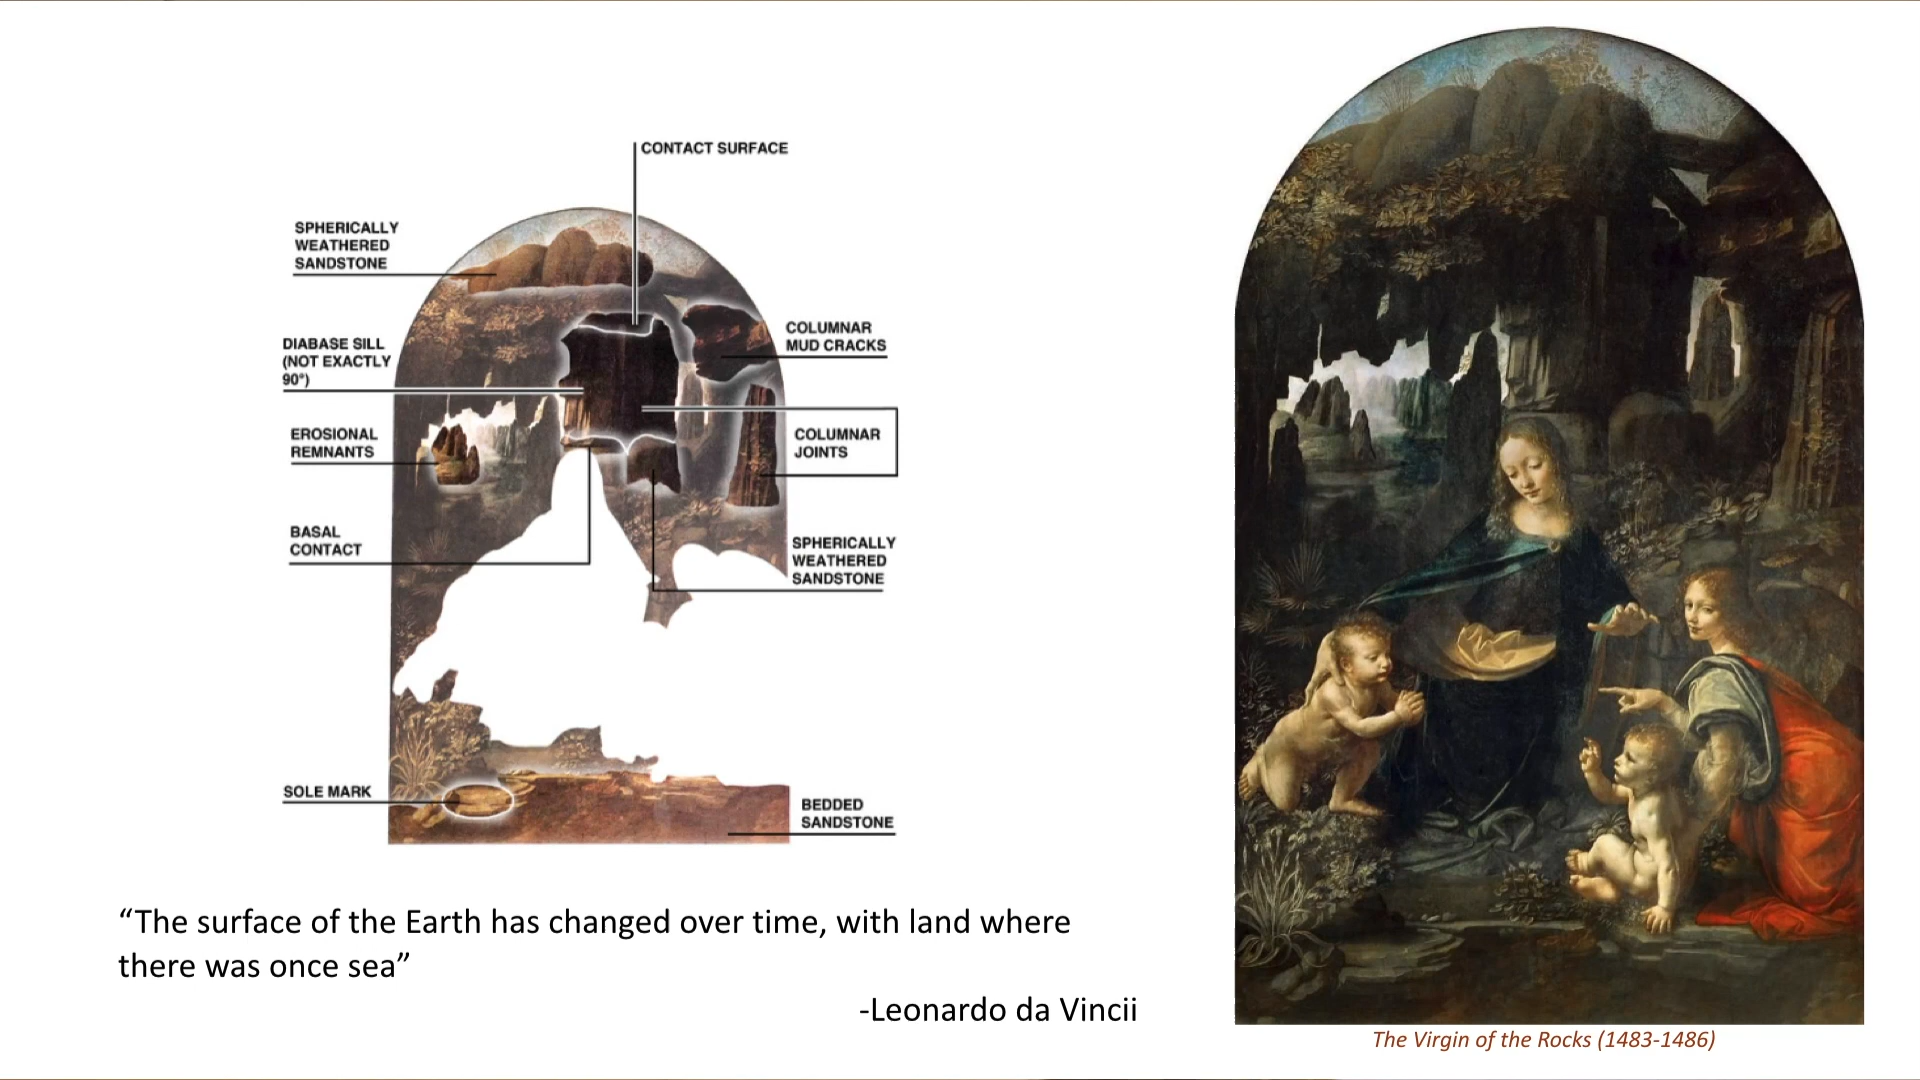 CONTACT SURFACE
SPHERICALLY
WEATHERED
SANDSTONE
COLUMNAR
MUD CRACKS
DIABASE SILL
(NOT EXACTLY
90°)
EROSIONAL
REMNANTS
COLUMNAR
JOINTS
BASAL
CONTACT
SPHERICALLY
WEATHERED
SANDSTONE
SOLE MARK
BEDDED
SANDSTONE
“The surface of the Earth has changed over time, with land where
there was once sea”
-Leonardo da Vincii
The Virgin of the Rocks (1483-1486)